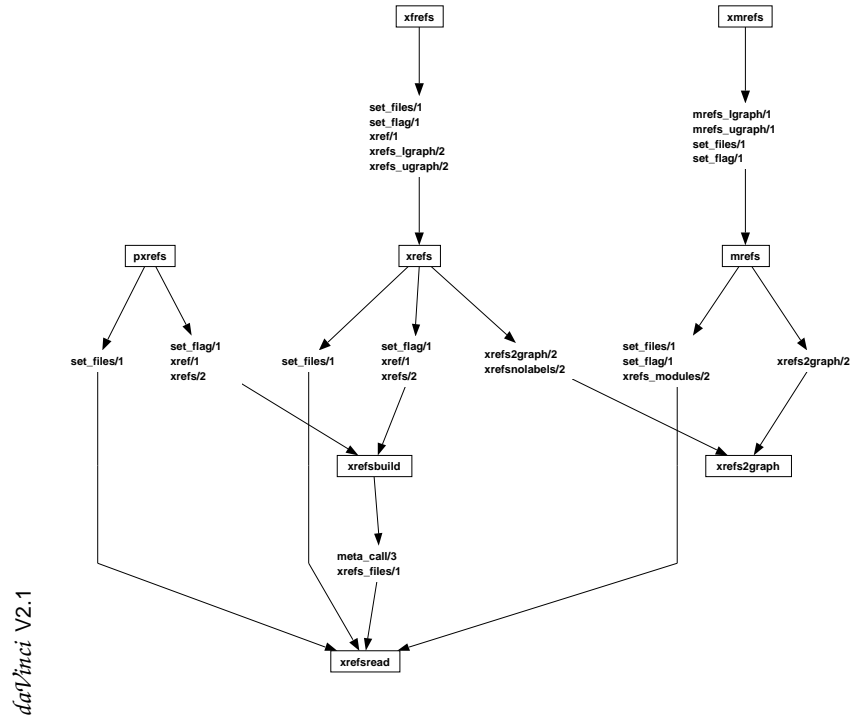 xfrefs
xmrefs
set_files/1
set_flag/1
xref/1
xrefs_lgraph/2
xrefs_ugraph/2
mrefs_lgraph/1
mrefs_ugraph/1
set_files/1
set_flag/1
pxrefs
xrefs
mrefs
set_files/1
set_flag/1
xref/1
xrefs/2
set_files/1
set_flag/1
xref/1
xrefs/2
xrefs2graph/2
xrefsnolabels/2
set_files/1
set_flag/1
xrefs_modules/2
xrefs2graph/2
xrefsbuild
xrefs2graph
meta_call/3
xrefs_files/1
xrefsread
daVinci V2.1